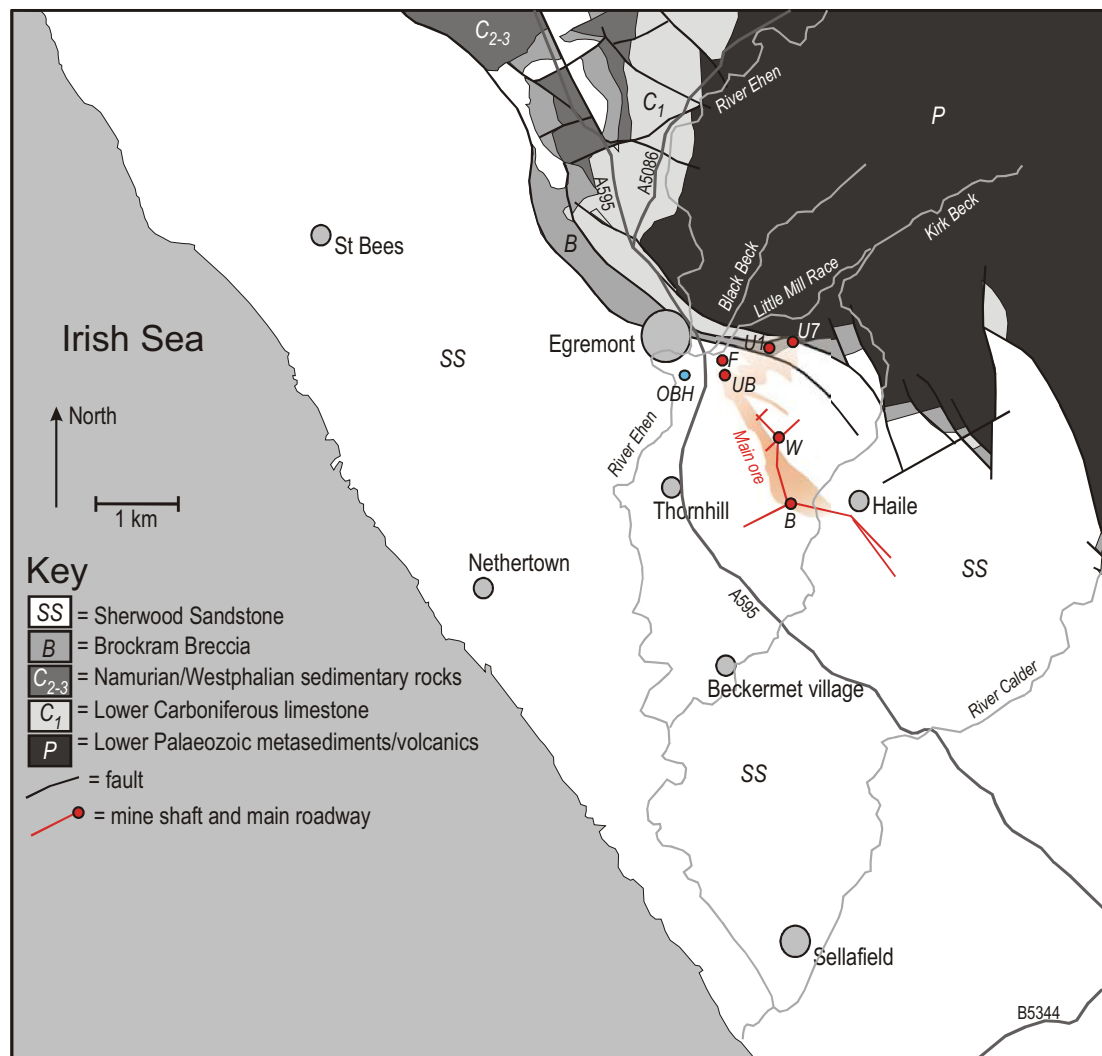 C2-3
River Ehen
C1
P
A595
A5086
Kirk Beck
St Bees
B
Black Beck
Little Mill Race
Irish Sea
Egremont
U1
U7
SS
F
OBH
UB
North
River Ehen
Main ore
W
1 km
Thornhill
B
Haile
Nethertown
SS
Key
SS = Sherwood Sandstone
B = Brockram Breccia
C2-3 = Namurian/Westphalian sedimentary rocks
C1 = Lower Carboniferous limestone
P = Lower Palaeozoic metasediments/volcanics
= fault
= mine shaft and main roadway
A595
Beckermet village
River Calder
SS
Sellafield
B5344